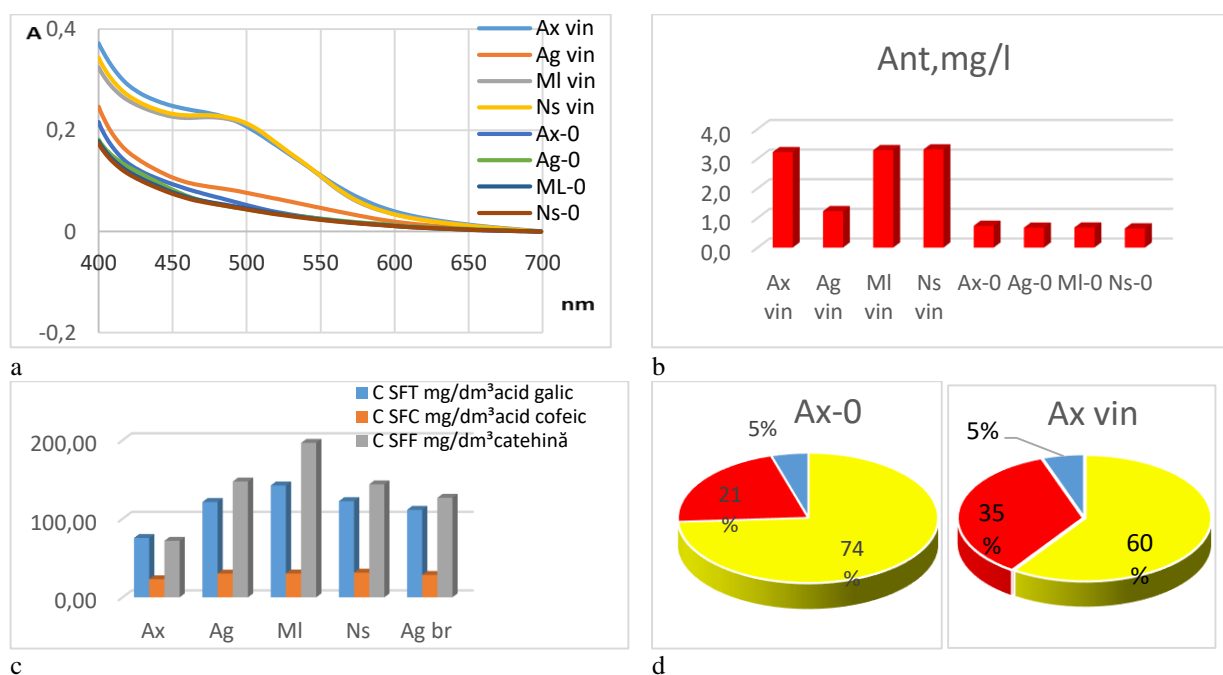 A
0,4
0,2
0
-0,2
400
450
500
550
600
650
700
nm
Ax vin
Ag vin
Ml vin
Ns vin
Ax-0
Ag-0
ML-0
Ns-0
a
Ant,mg/l
4,0
3,0
2,0
1,0
0,0
Ax
vin
Ag
vin
Ml
vin
Ns
vin
Ax-0
Ag-0
Ml-0
Ns-0
b
C SFT mg/dm³acid galic
C SFC mg/dm³acid cofeic
C SFF mg/dm³catehină
200,00
100,00
0,00
Ax
Ag
Ml
Ns
Ag br
c
Ax-0
5%
21
%
74
%
Ax vin
5%
35
%
60
%
d